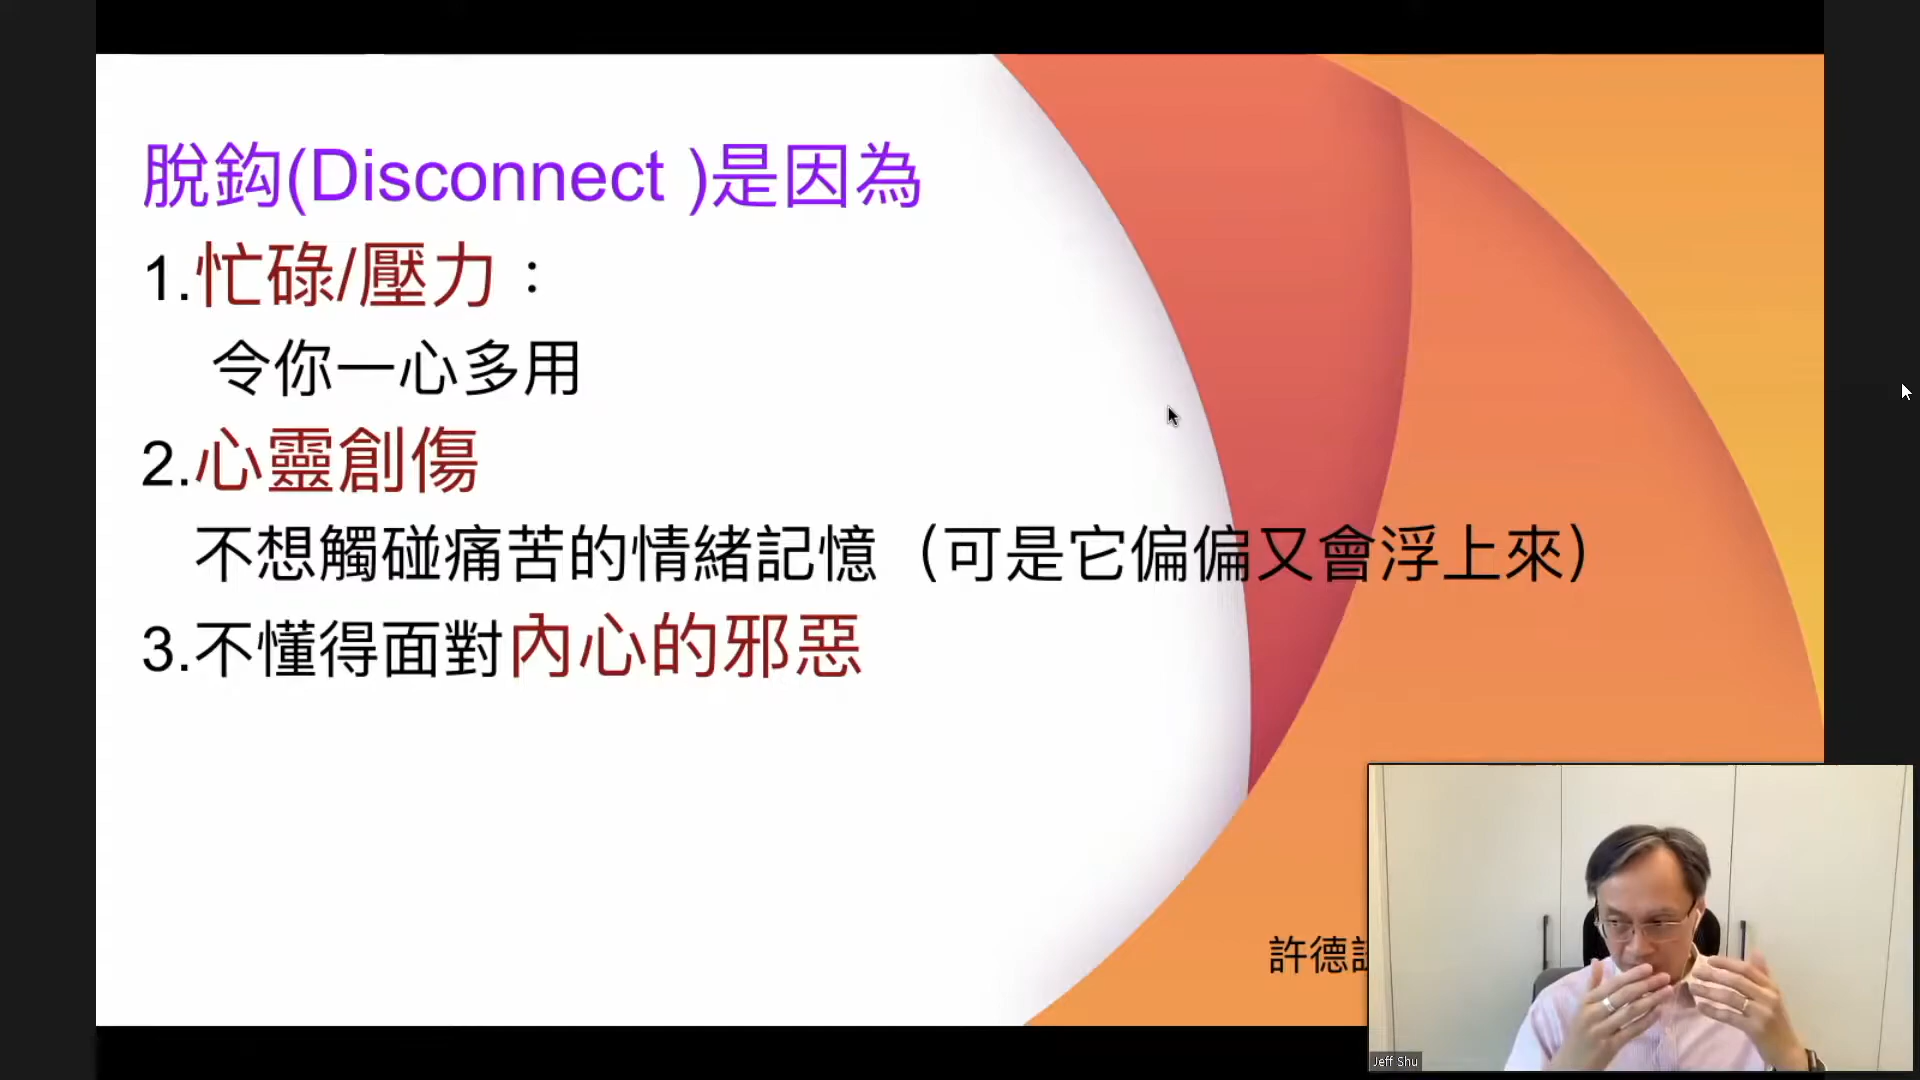 脫鈎(Disconnect )是因為
1.忙碌/壓力：
令你一心多用
2.心靈創傷
不想觸碰痛苦的情緒記憶（可是它偏偏又會浮上來）
3.不懂得面對內心的邪惡
許德
Jeff Shu